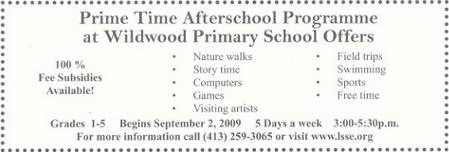 Prime Time Afterschool Programme
at Wildwood Primary School Offers
100 %
Fee Subsidies
Available!
• Nature walks
• Story time
• Computers
• Games
• Visiting artists
• Field trips
• Swimming
• Sports
• Free time
Grades 1-5 Begins September 2, 2009 5 Days a week 3:00-5:30p.m.
For more information call (413) 259-3065 or visit www.lsse.org